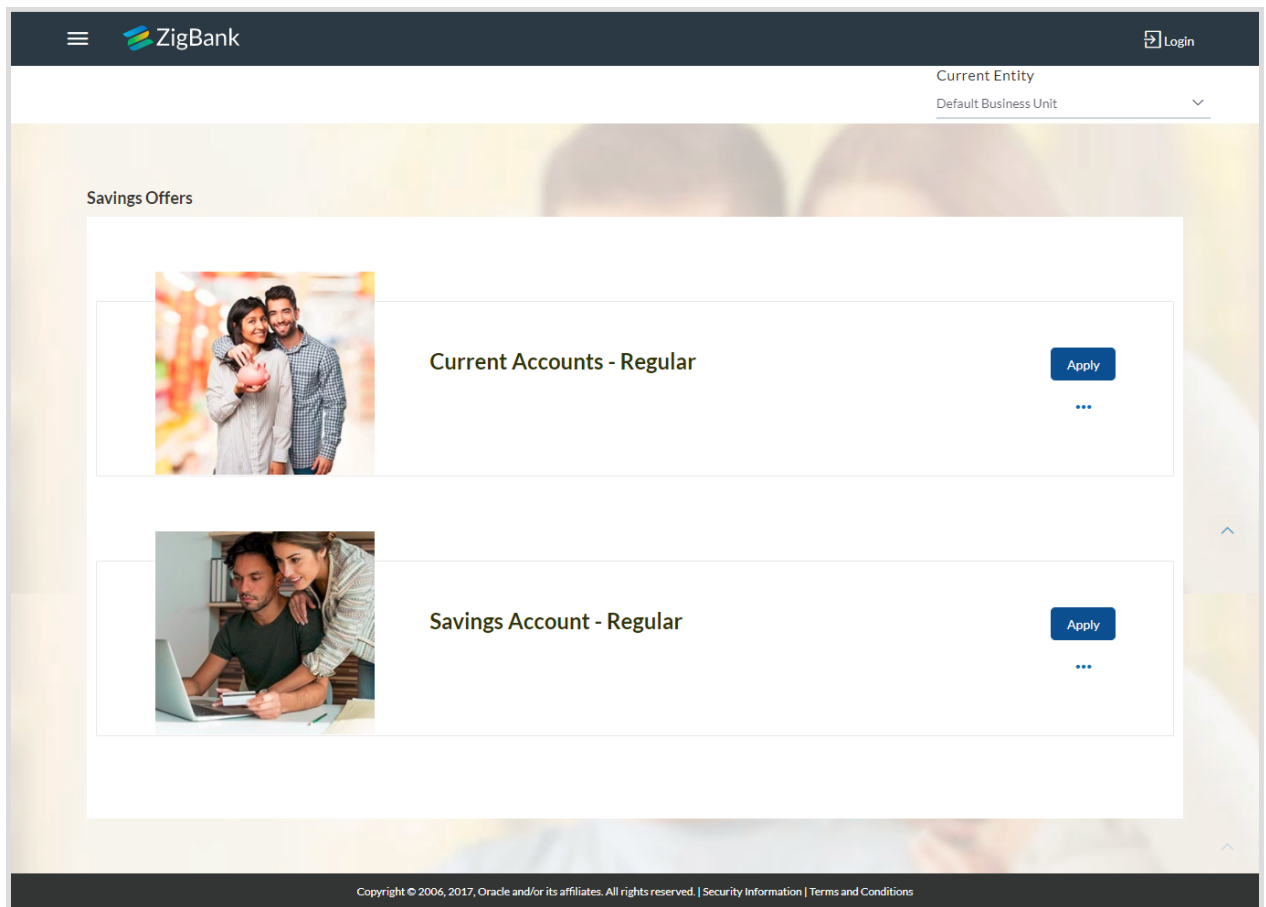 ZigBank
Login
Current Entity
Default Business Unit
Savings Offers
Current Accounts - Regular
Apply
Savings Account - Regular
Apply
Copyright © 2006, 2017, Oracle and/or its affiliates. All rights reserved. | Security Information | Terms and Conditions